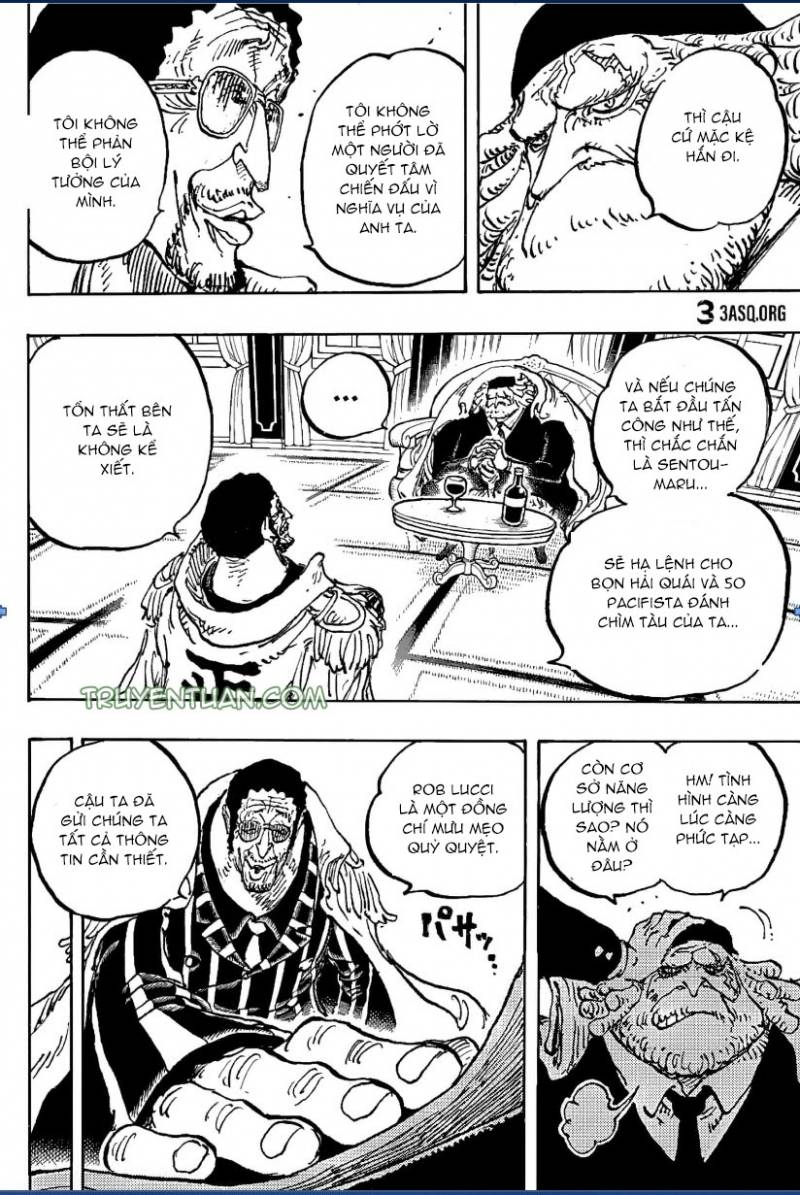 THÌ CẬU
CỨ MẶC KỆ
HẮN ĐI.
TÔI KHÔNG
THỂ PHỚT LỜ
MỘT NGƯỜI ĐÃ
QUYẾT TÂM
CHIẾN ĐẤU VÌ
NGHĨA VỤ CỦA
ANH TA.
TÔI KHÔNG
THỂ PHẢN
BỘI LÝ
TƯỞNG CỦA
MÌNH.
3 3ASQ.ORG
VÀ NẾU CHÚNG
TA BẮT ĐẦU TẤN
CÔNG NHƯ THẾ,
THÌ CHẮC CHẮN
LÀ SENTOU-
MARU...
SẼ HẠ LỆNH CHO
BỌN HẢI QUÁI VÀ 50
PACIFISTA ĐÁNH
CHÌM TÀU CỦA TA...
...
TỔN THẤT BÊN
TA SẼ LÀ
KHÔNG KỂ
XIẾT.
TRUYENTUAN.COM
HM! TÌNH
HÌNH CÀNG
LÚC CÀNG
PHỨC TẠP...
CÒN CƠ
SỞ NĂNG
LƯỢNG THÌ
SAO? NÓ
NẰM Ở
ĐÂU?
ROB LUCCI
LÀ MỘT ĐỒNG
CHÍ MƯU MẸO
QUỶ QUYỆT.
バサッ
CẬU TA ĐÃ
GỬI CHÚNG TA
TẤT CẢ THÔNG
TIN CẦN THIẾT.